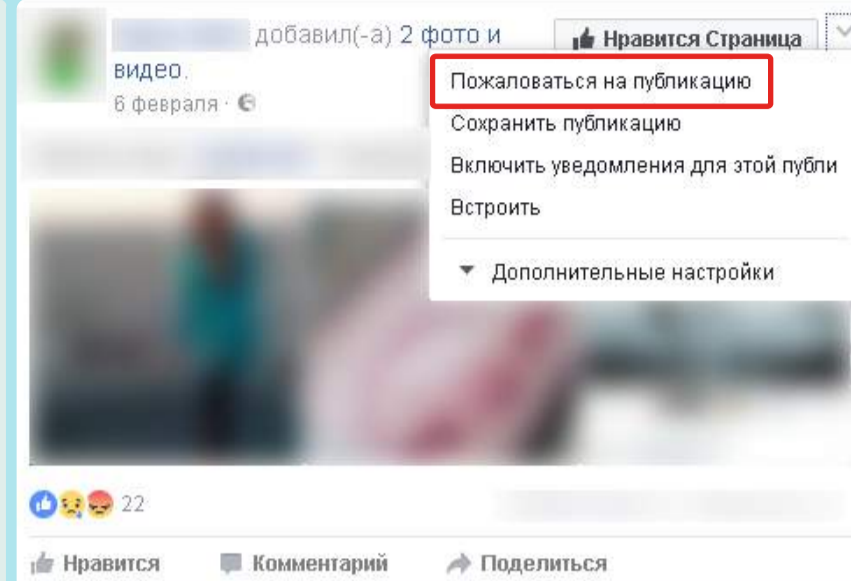 добавил(-а) 2 фото и
видео.
6 февраля ·
Нравится Страница
Пожаловаться на публикацию
Сохранить публикацию
Включить уведомления для этой публи
Встроить
Дополнительные настройки
22
Нравится Комментарий Поделиться